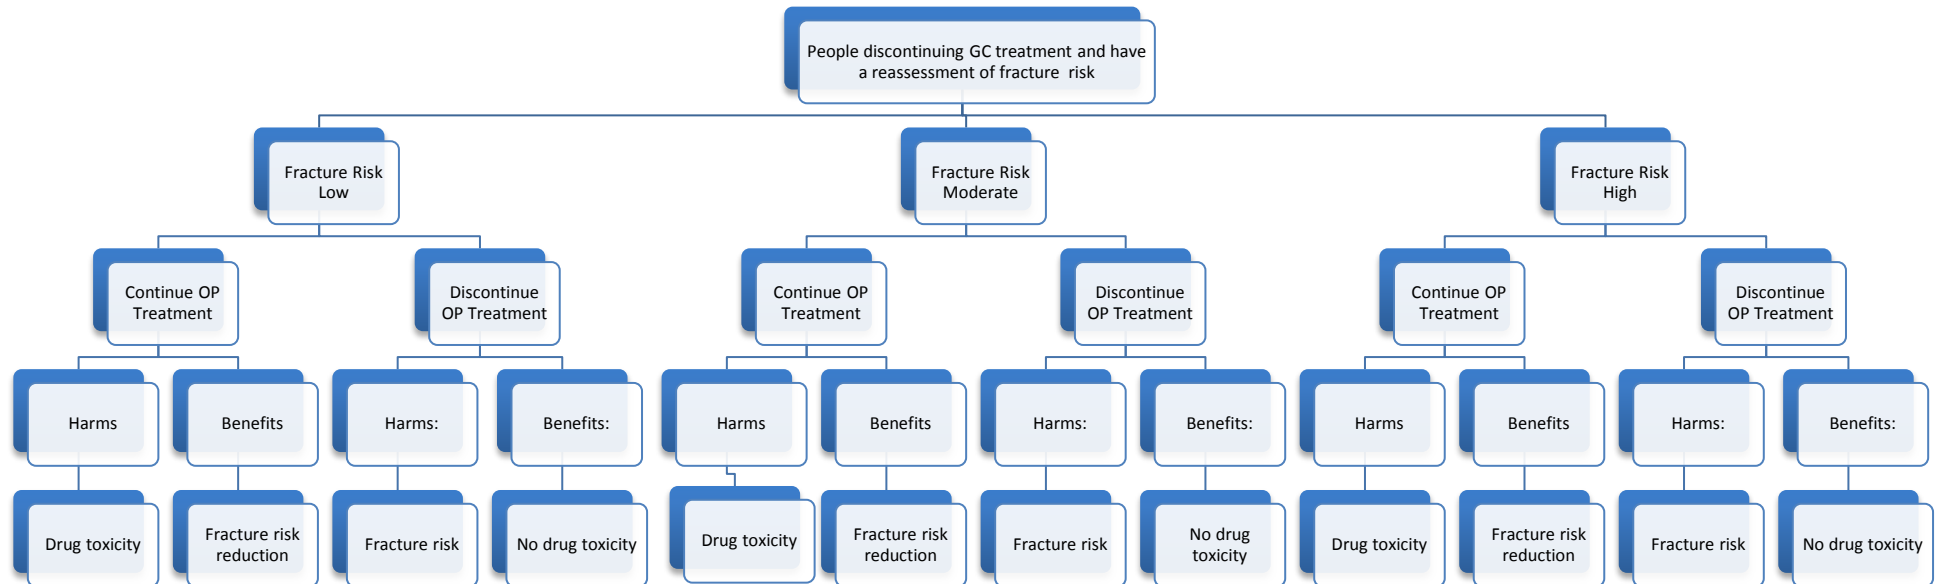 People discontinuing GC treatment and have
a reassessment of fracture risk
Fracture Risk
Low
Fracture Risk
Moderate
Fracture Risk
High
Continue OP
Treatment
Discontinue
OP Treatment
Continue OP
Treatment
Discontinue
OP Treatment
Continue OP
Treatment
Discontinue
OP Treatment
Harms
Benefits
Harms:
Benefits:
Harms
Benefits
Harms:
Benefits:
Harms
Benefits
Harms:
Benefits:
Drug toxicity
Fracture risk
reduction
Fracture risk
No drug toxicity
Drug toxicity
Fracture risk
reduction
Fracture risk
No drug
toxicity
Drug toxicity
Fracture risk
reduction
Fracture risk
No drug toxicity